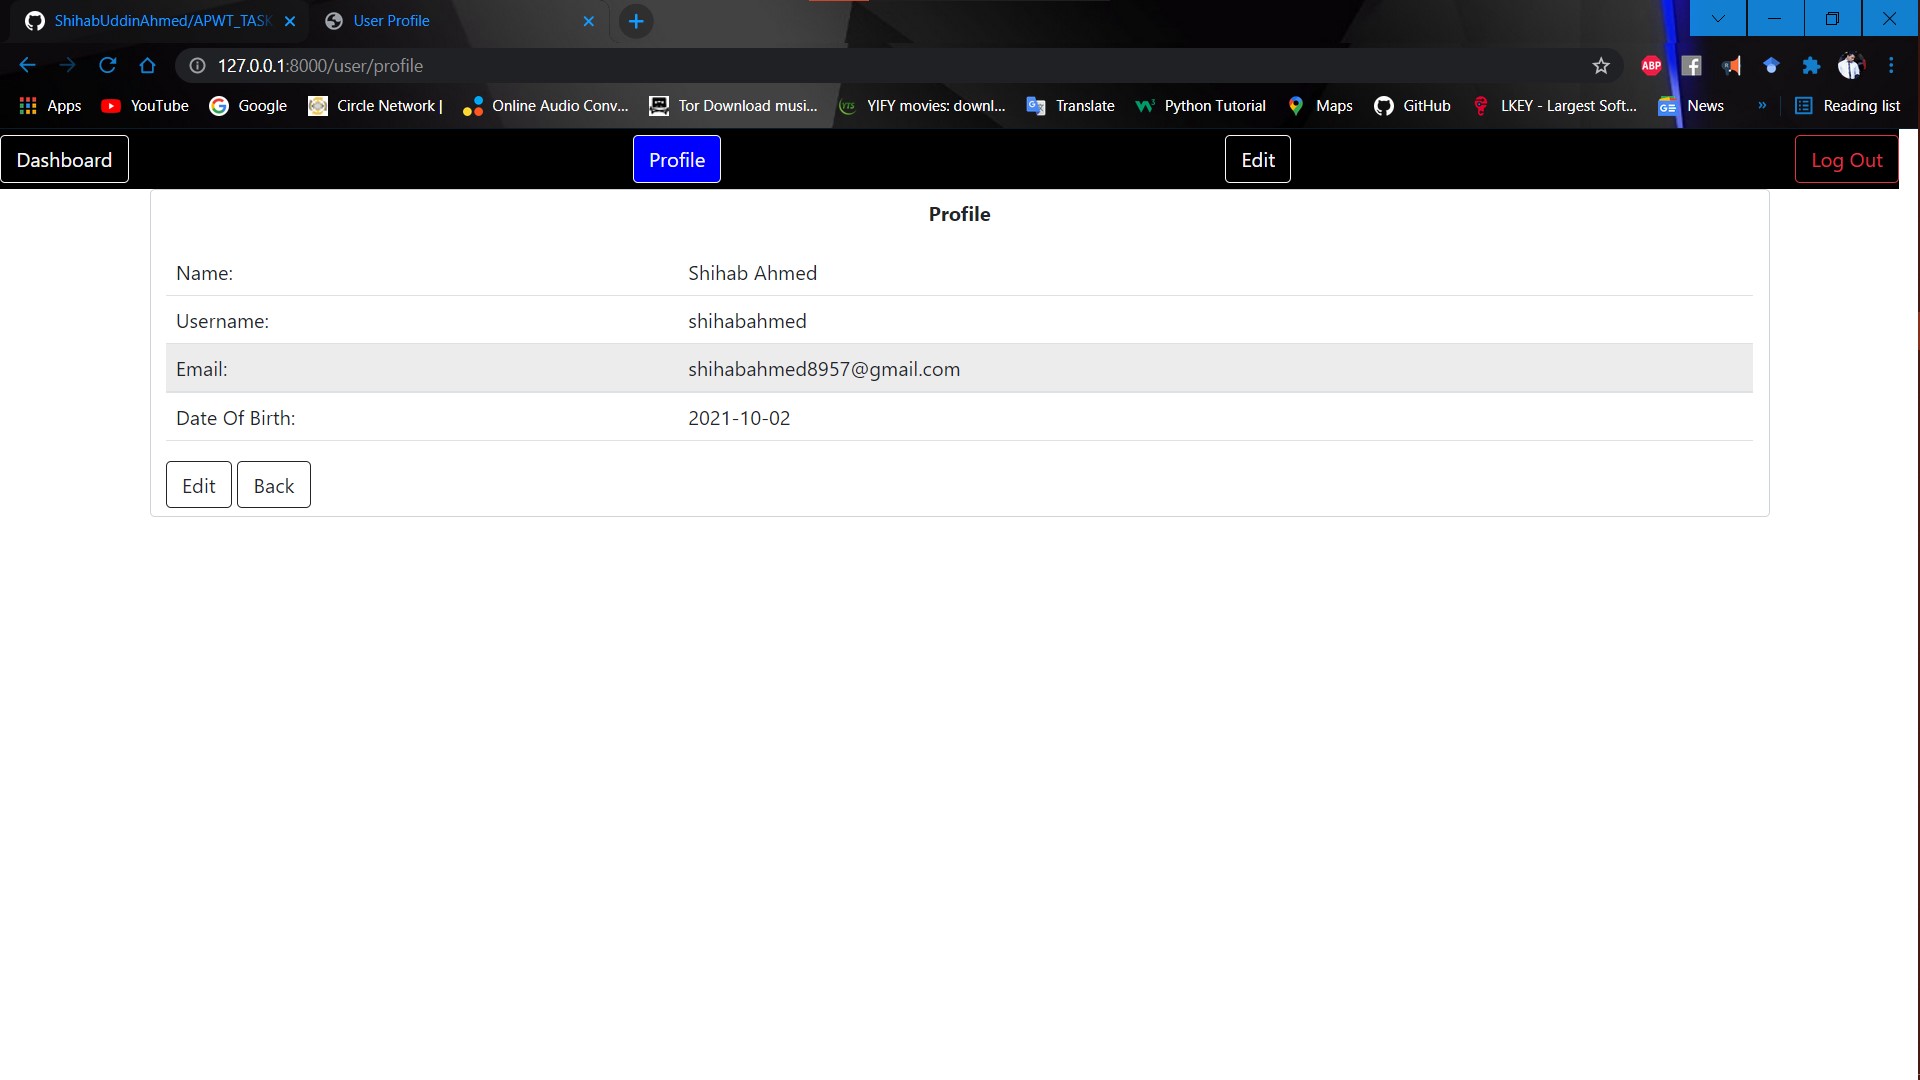 ShihabUddinAhmed/APWT_TASK
User Profile
127.0.0.1:8000/user/profile
ABP
Apps
YouTube
Google
Circle Network |
Online Audio Conv...
Tor Download musi...
YTS
YIFY movies: downl...
Translate
Python Tutorial
Maps
GitHub
LKEY - Largest Soft...
News
»
Reading list
Dashboard
Profile
Edit
Log Out
Profile
Name: Shihab Ahmed
Username: shihabahmed
Email: shihabahmed8957@gmail.com
Date Of Birth: 2021-10-02
Edit Back